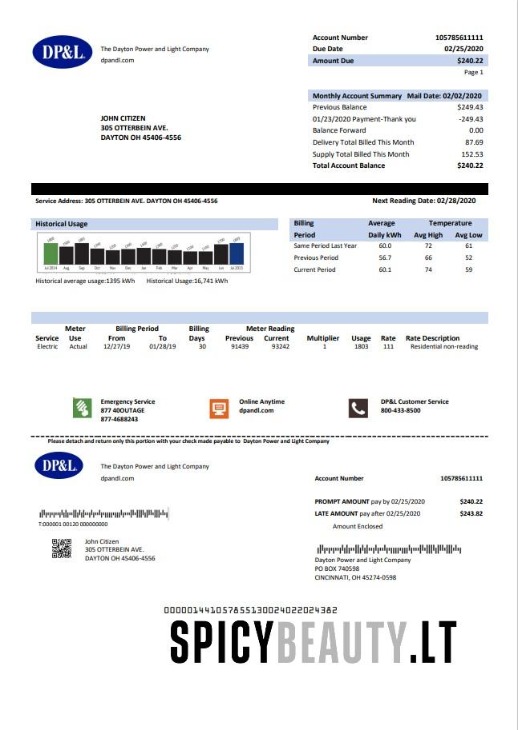 DP&L.
The Dayton Power and Light Company
dpandl.com
Account Number 105785611111
Due Date 02/25/2020
Amount Due $240.22
Page 1
Monthly Account Summary Mail Date: 02/02/2020
Previous Balance $249.43
01/23/2020 Payment-Thank you -249.43
Balance Forward 0.00
Delivery Total Billed This Month 87.69
Supply Total Billed This Month 152.53
Total Account Balance $240.22
JOHN CITIZEN
305 OTTERBEIN AVE.
DAYTON OH 45406-4556
Service Address: 305 OTTERBEIN AVE. DAYTON OH 45406-4556
Next Reading Date: 02/28/2020
Historical Usage
Aug Sep Oct Nov Dec Jan Feb Mar Apr May Jun
Historical average usage:1395 kWh Historical Usage:16,741 kWh
Billing Average Temperature
Period Daily kWh Avg High Avg Low
Same Period Last Year 60.0 72 61
Previous Period 56.7 66 52
Current Period 60.1 74 59
Meter Billing Period Billing Meter Reading
Service Use From To Days Previous Current Multiplier Usage Rate Rate Description
Electric Actual 12/27/19 01/28/19 30 91439 93242 1 1803 111 Residential non-reading
Emergency Service
877 4OOUTAGE
877-4688243
Online Anytime
dpandl.com
DP&L Customer Service
800-433-8500
Please detach and return only this portion with your check made payable to Dayton Power and Light Company
DP&L.
The Dayton Power and Light Company
dpandl.com
Account Number 105785611111
PROMPT AMOUNT pay by 02/25/2020 $240.22
LATE AMOUNT pay after 02/25/2020 $243.82
Amount Enclosed
T:000001 00120 000000000
John Citizen
305 OTTERBEIN AVE.
DAYTON OH 45406-4556
Dayton Power and Light Company
PO BOX 740598
CINCINNATI, OH 45274-0598
00000144105785513002402202​4382
SPICYBEAUTY.LT